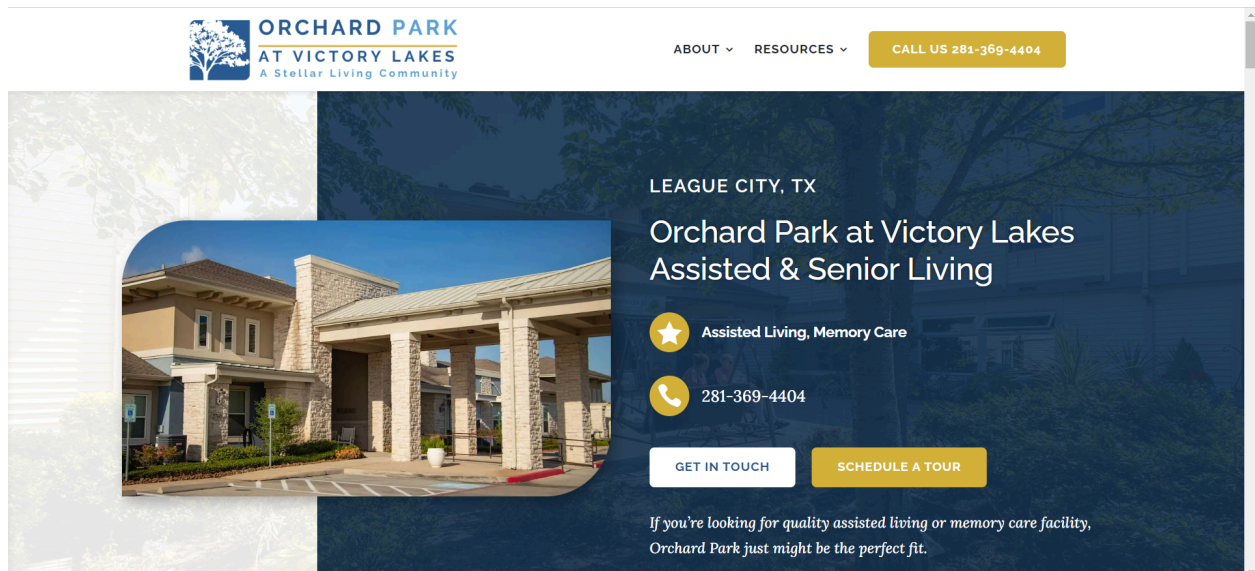 ORCHARD PARK
AT VICTORY LAKES
A Stellar Living Community
ABOUT
RESOURCES
CALL US 281-369-4404
LEAGUE CITY, TX
Orchard Park at Victory Lakes
Assisted & Senior Living
Assisted Living, Memory Care
281-369-4404
GET IN TOUCH
SCHEDULE A TOUR
If you're looking for quality assisted living or memory care facility,
Orchard Park just might be the perfect fit.